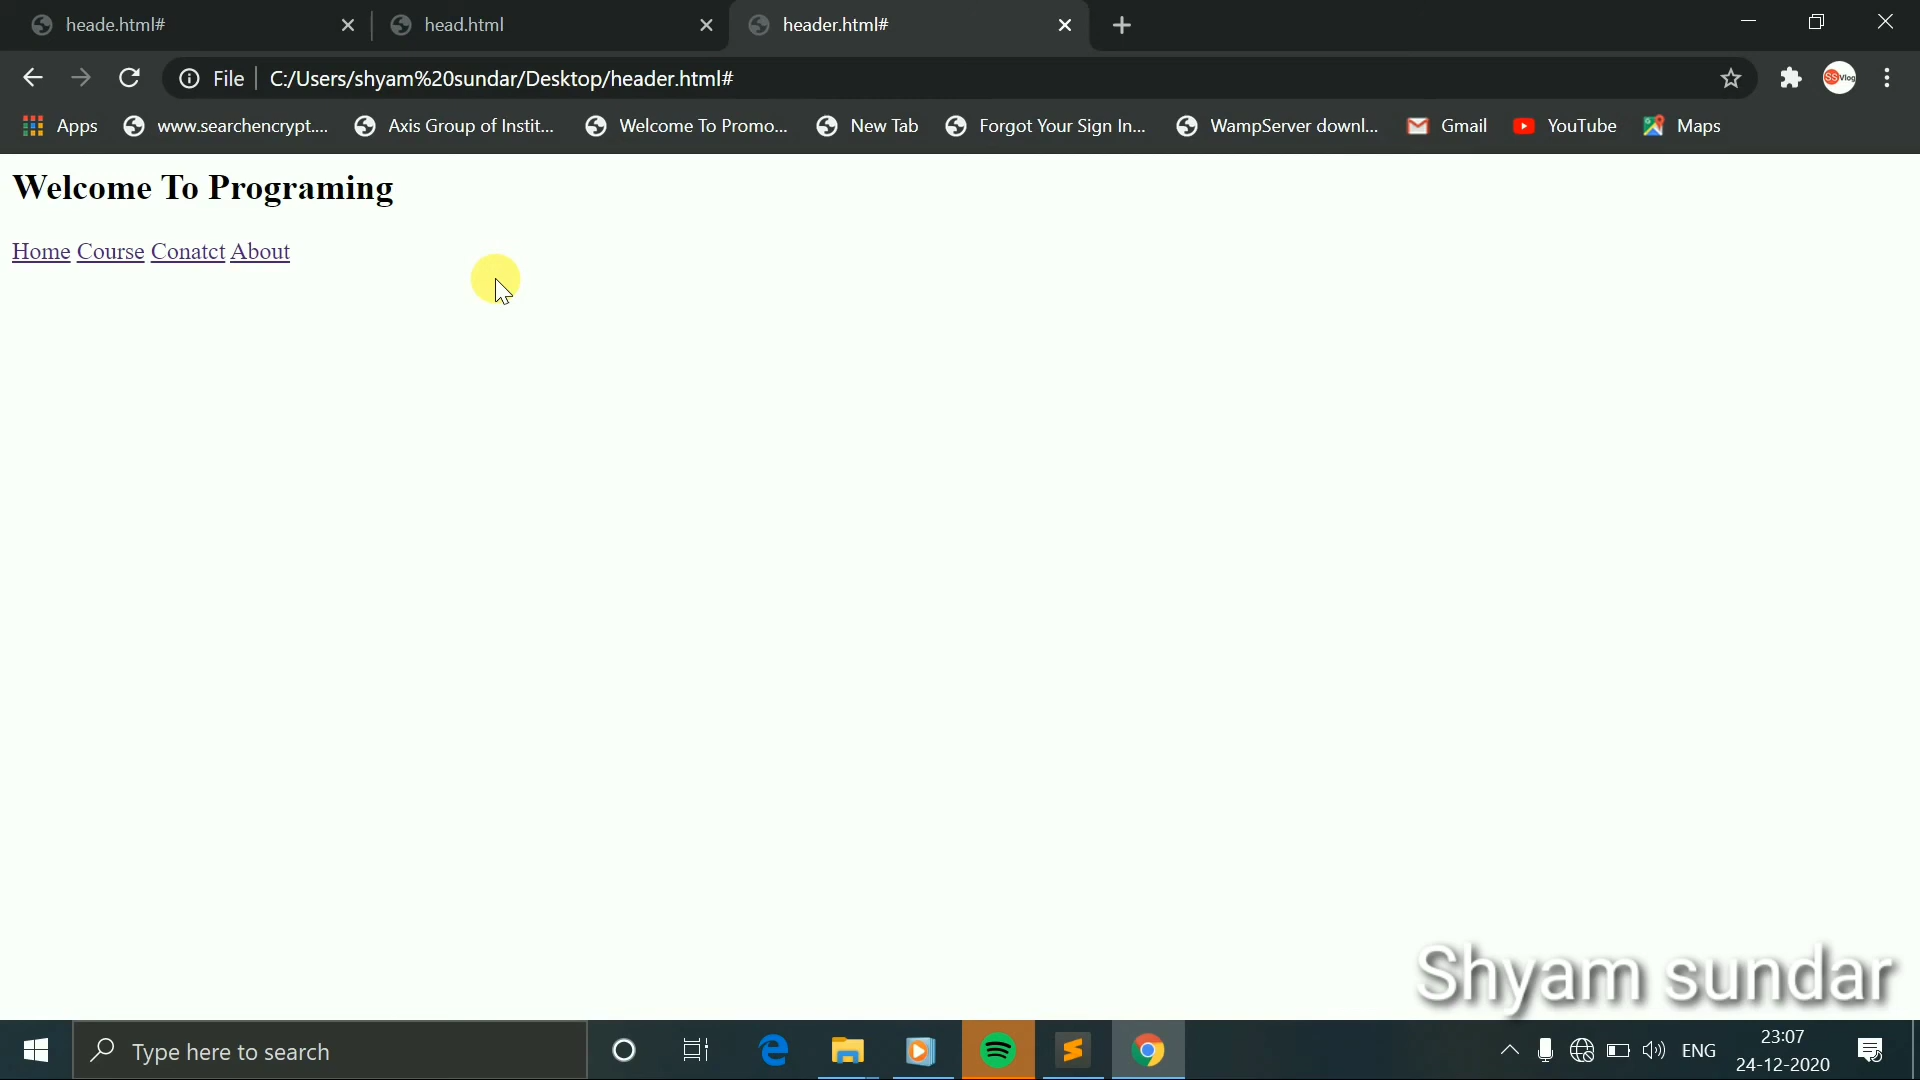 heade.html#
head.html
header.html#
File
C:/Users/shyam%20sundar/Desktop/header.html#
SS Vlog
Apps
www.searchencrypt....
Axis Group of Instit...
Welcome To Promo...
New Tab
Forgot Your Sign In...
WampServer downl...
Gmail
YouTube
Maps
Welcome To Programing
Home Course Conatct About
Shyam sundar
Type here to search
ENG
23:07
24-12-2020